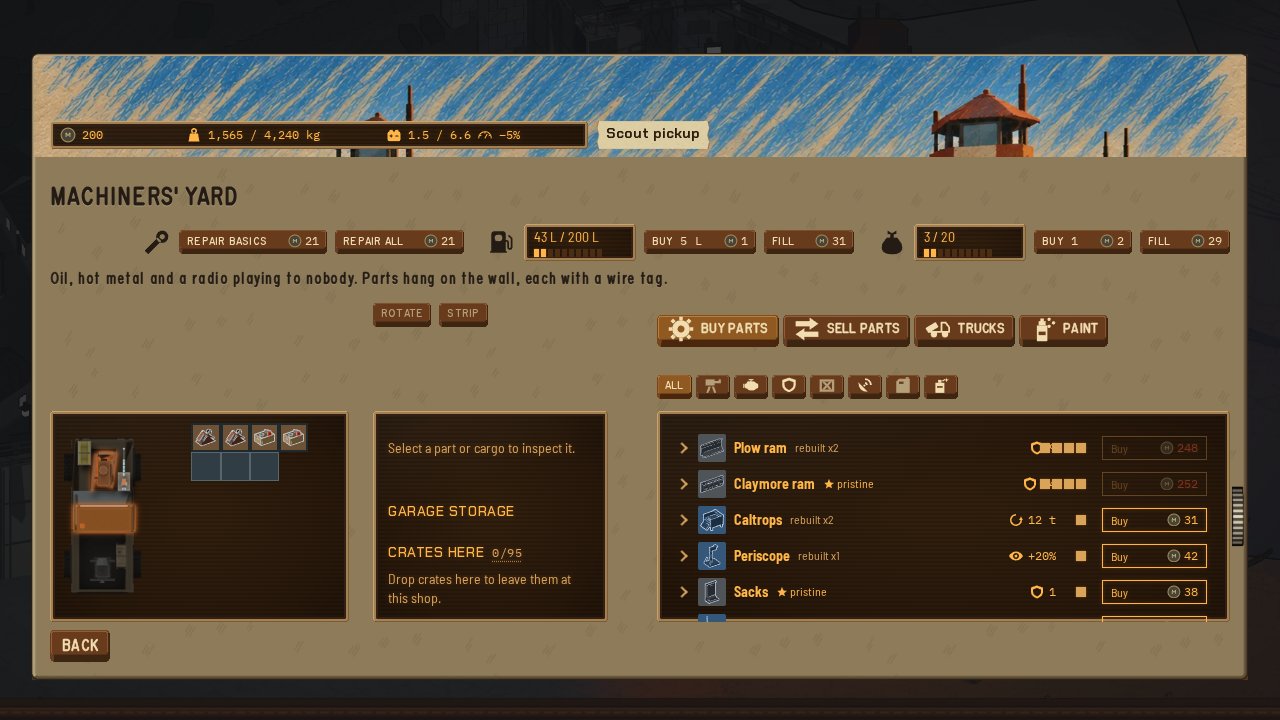 200
1,565 / 4,240 kg
1.5 / 6.6
-5%
Scout pickup
MACHINERS' YARD
REPAIR BASICS 21
REPAIR ALL 21
43 L / 200 L
BUY 5 L 1
FILL 31
3 / 20
BUY 1 2
FILL 29
Oil, hot metal and a radio playing to nobody. Parts hang on the wall, each with a wire tag.
ROTATE
STRIP
BUY PARTS
SELL PARTS
TRUCKS
PAINT
ALL
Select a part or cargo to inspect it.
GARAGE STORAGE
CRATES HERE 0/95
Drop crates here to leave them at
this shop.
Plow ram rebuilt x2 Buy 248
Claymore ram pristine Buy 252
Caltrops rebuilt x2 12 t Buy 31
Periscope rebuilt x1 +20% Buy 42
Sacks pristine 1 Buy 38
BACK